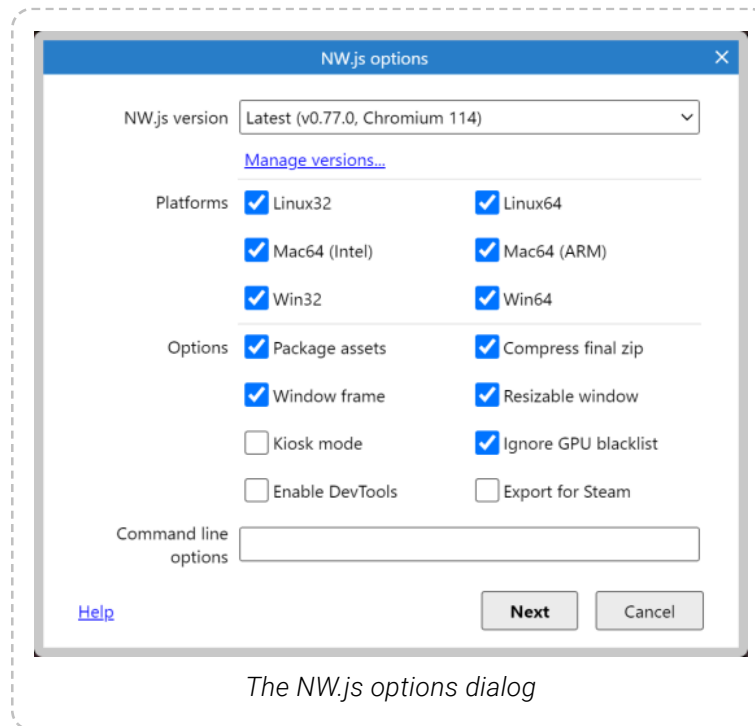 NW.js options
NW.js version Latest (v0.77.0, Chromium 114)
Manage versions...
Platforms Linux32 Linux64
Mac64 (Intel) Mac64 (ARM)
Win32 Win64
Options Package assets Compress final zip
Window frame Resizable window
Kiosk mode Ignore GPU blacklist
Enable DevTools Export for Steam
Command line
options
Help Next Cancel
The NW.js options dialog